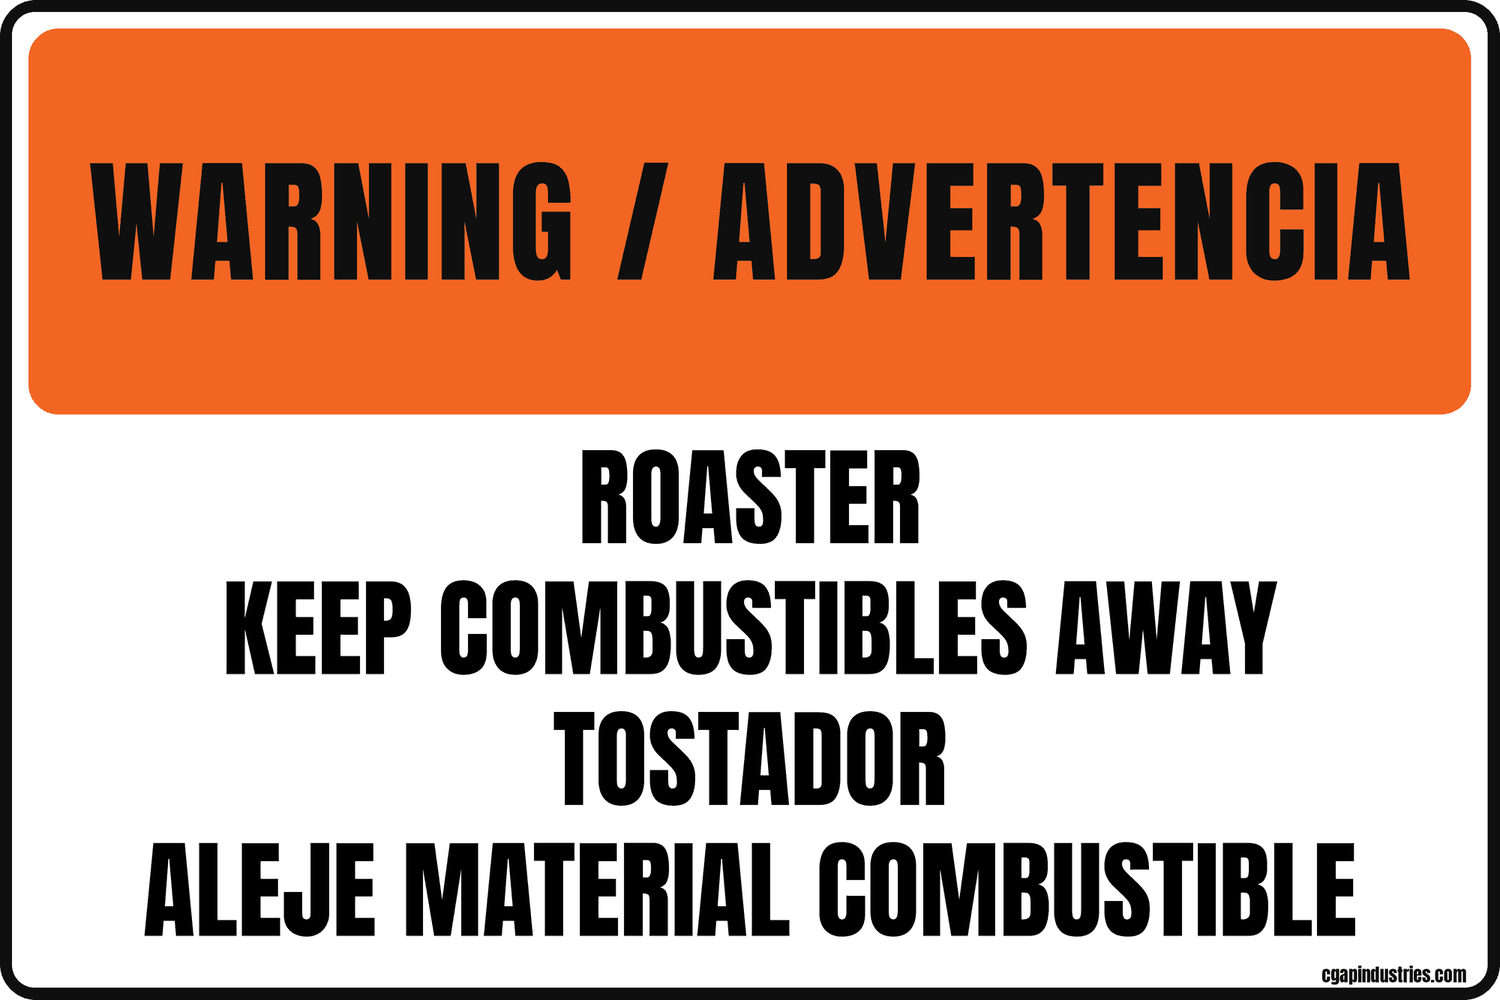 WARNING / ADVERTENCIA
ROASTER
KEEP COMBUSTIBLES AWAY
TOSTADOR
ALEJE MATERIAL COMBUSTIBLE
cgapindustries.com